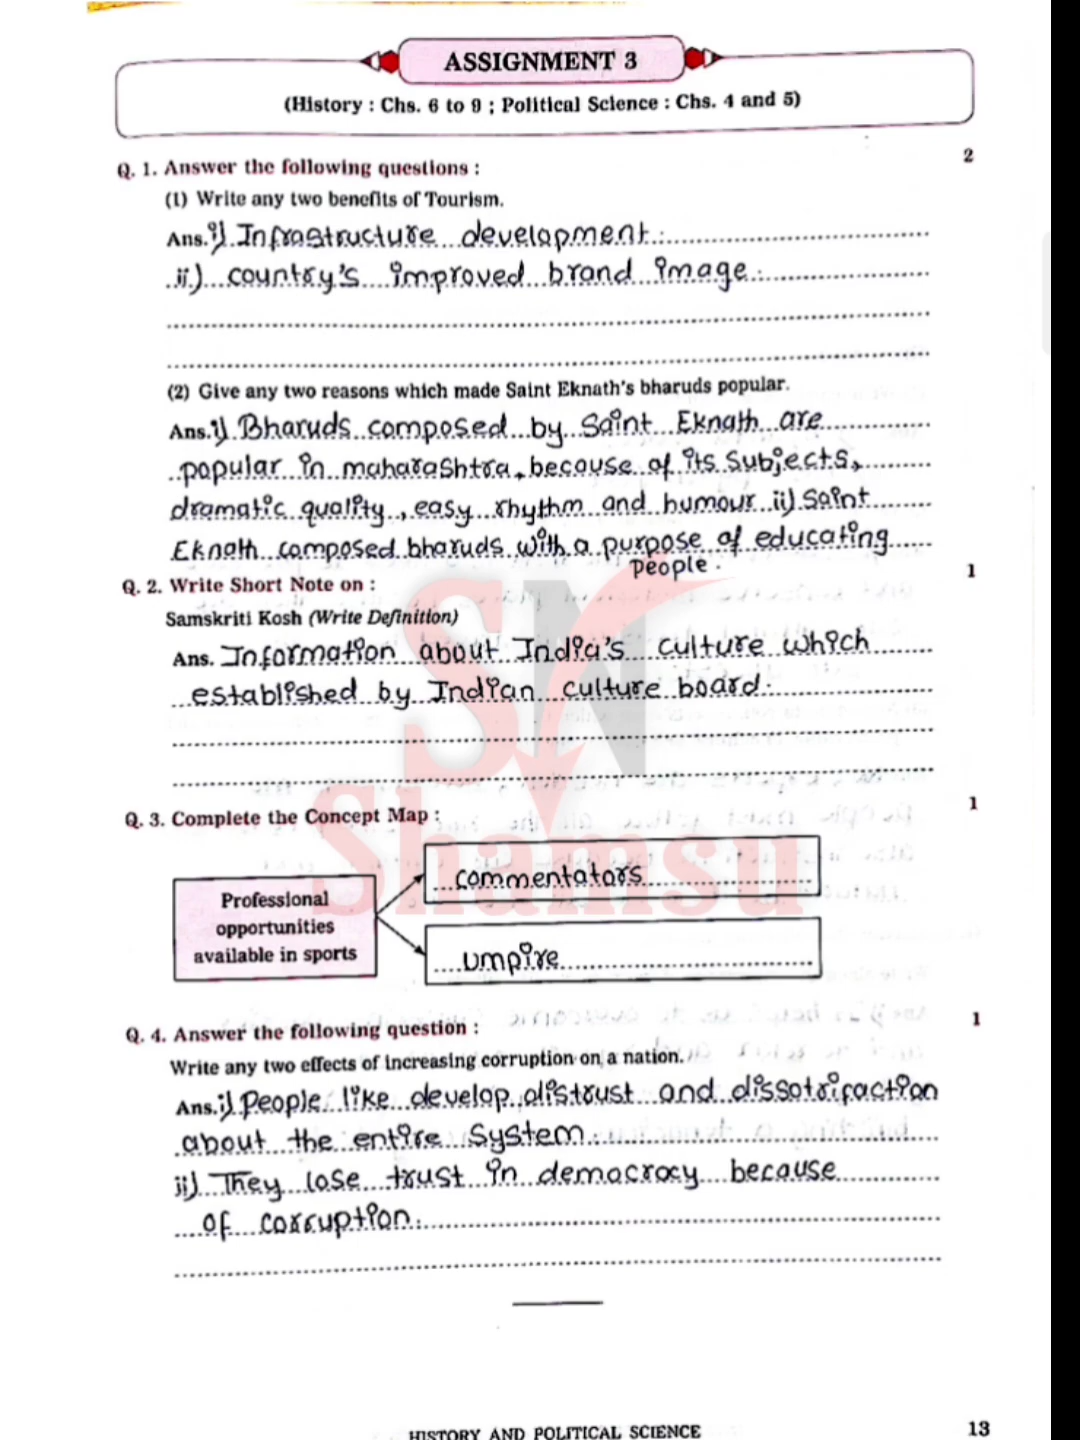 ASSIGNMENT 3
(History : Chs. 6 to 9 ; Political Science : Chs. 4 and 5)
Q. 1. Answer the following questions : 2
(1) Write any two benefits of Tourism.
Ans. i) Infrastructure development.
ii) country's improved brand image.
(2) Give any two reasons which made Saint Eknath's bharuds popular.
Ans. i) Bharuds composed by Saint Eknath are
popular in maharashtra, because of its subjects,
dramatic quality, easy rhythm and humour ii) Saint
Eknath composed bharuds with a purpose of educating
People.
Q. 2. Write Short Note on : 1
Samskriti Kosh (Write Definition)
Ans. Information about India's culture which
established by Indian culture board.
Q. 3. Complete the Concept Map : 1
Professional
opportunities
available in sports
commentators
umpire
Q. 4. Answer the following question : 1
Write any two effects of increasing corruption on a nation.
Ans. i) People like develop distrust and dissotrifaction
about the entire system.
ii) They lose trust in democracy because
of corruption.
SN
Shamsu
HISTORY AND POLITICAL SCIENCE 13